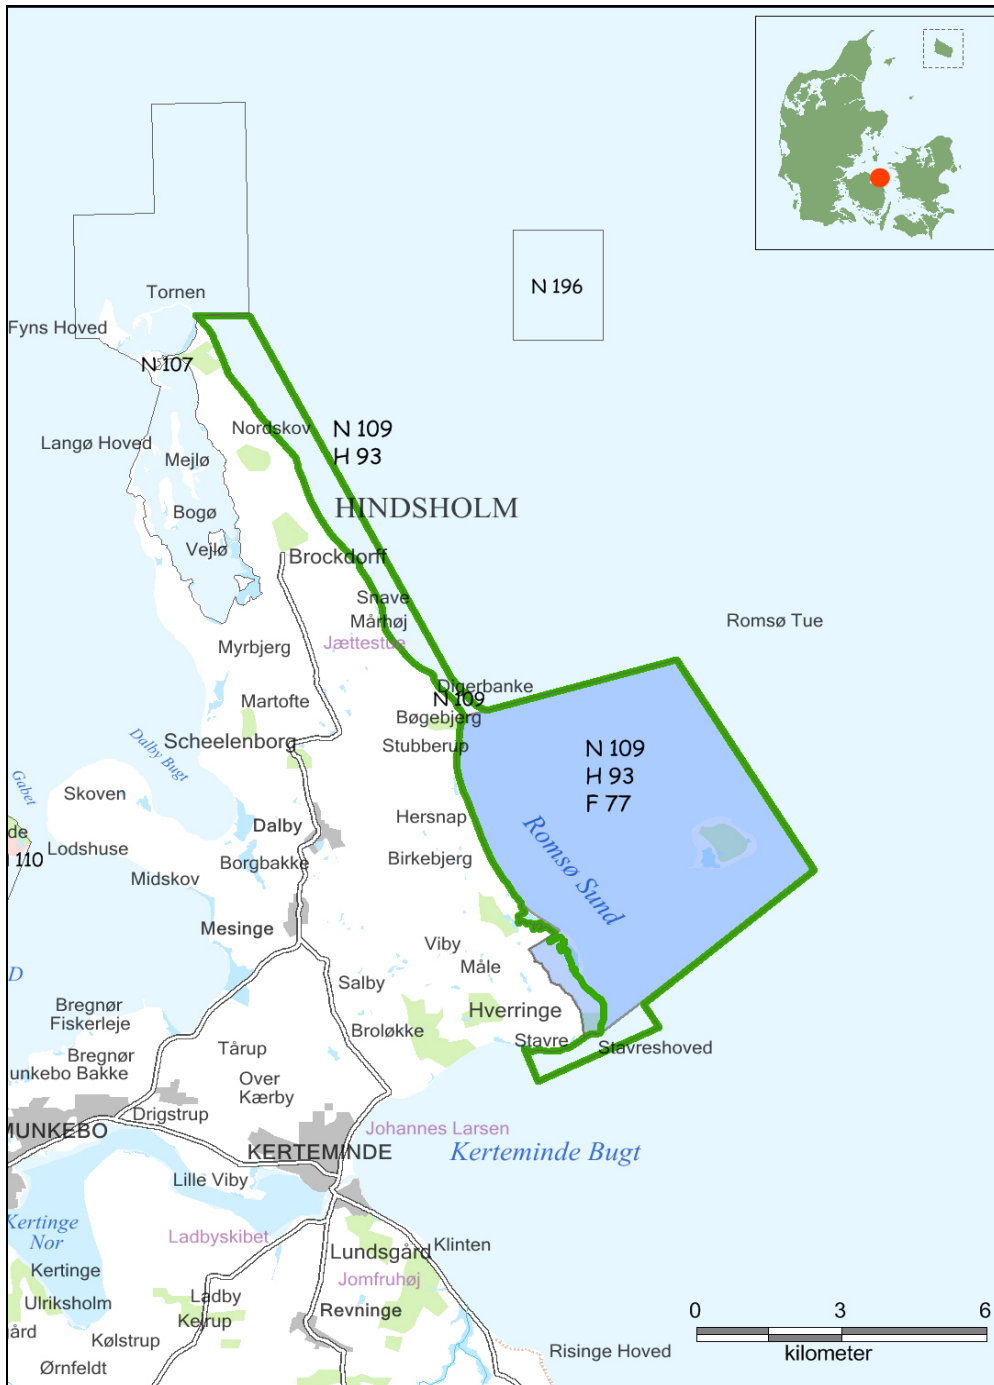 Tornen
Fyns Hoved
N 196
N 107
Nordskov
N 109
H 93
Langø Hoved
Mejlø
HINDSHOLM
Bogø
Vejlø
Brockdorff
Snave
Mårhøj
Jættestue
Romsø Tue
Myrbjerg
Digerbanke
N 109
Martofte
Bøgebjerg
Scheelenborg
Stubberup
Dalby Bugt
N 109
H 93
F 77
Gabet
Skoven
Hersnap
Romsø Sund
de
Dalby
Lodshuse
110
Borgbakke
Birkebjerg
Midskov
Mesinge
Viby
Måle
D
Salby
Bregnør
Fiskerleje
Hverringe
Broløkke
Stavre
Stavreshoved
Tårup
Bregnør
unkebo Bakke
Over
Kærby
Drigstrup
MUNKEBO
Johannes Larsen
KERTEMINDE
Kerteminde Bugt
Lille Viby
Kertinge
Nor
Ladbyskibet
Lundsgård
Klinten
Kertinge
Jomfruhøj
Ladby
Ulriksholm
Revninge
Kejrup
gård
Kølstrup
Ørnfeldt
Risinge Hoved
0 3 6
kilometer